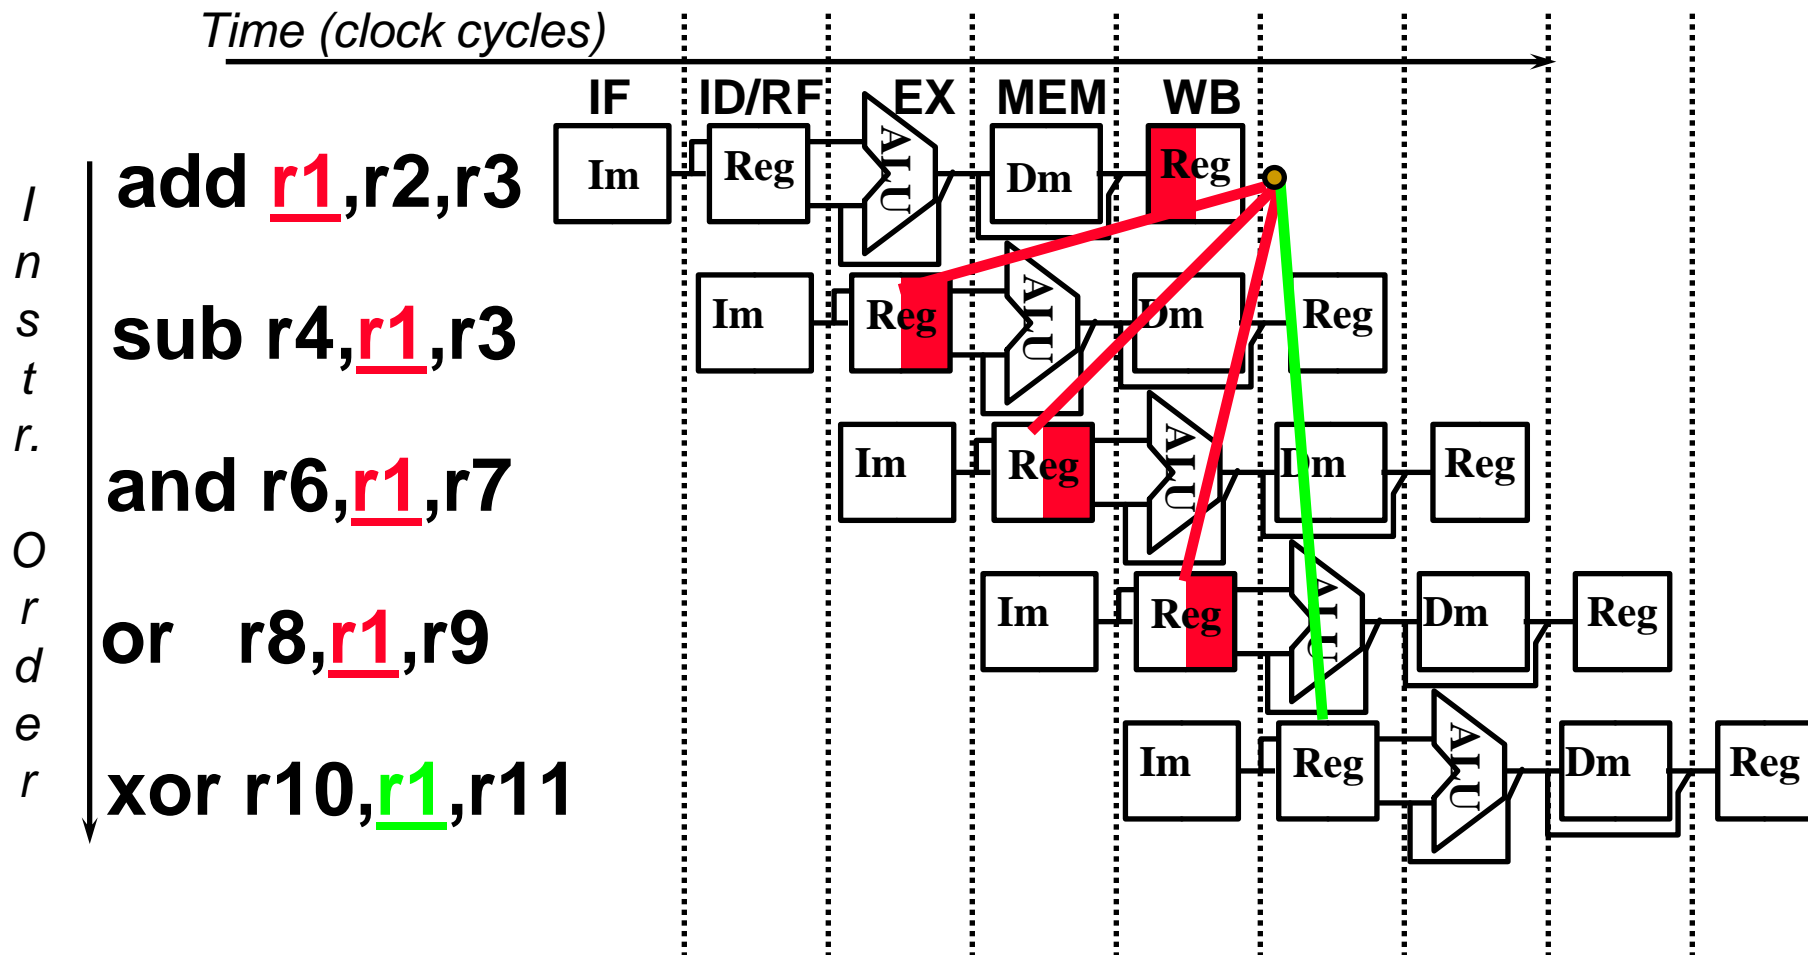 Time (clock cycles)
IF ID/RF EX MEM WB
Instr. Order
add r1,r2,r3
Im Reg ALU Dm Reg
sub r4,r1,r3
Im Reg ALU Dm Reg
and r6,r1,r7
Im Reg ALU Dm Reg
or r8,r1,r9
Im Reg ALU Dm Reg
xor r10,r1,r11
Im Reg ALU Dm Reg